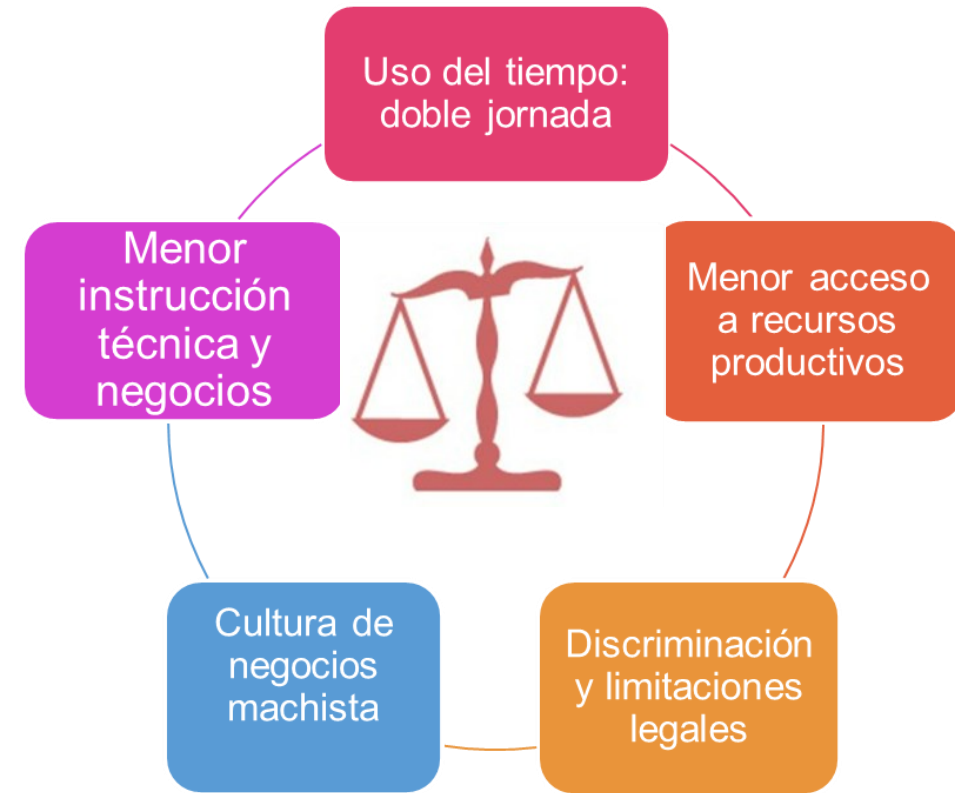 Uso del tiempo:
doble jornada
Menor acceso
a recursos
productivos
Discriminación
y limitaciones
legales
Cultura de
negocios
machista
Menor
instrucción
técnica y
negocios